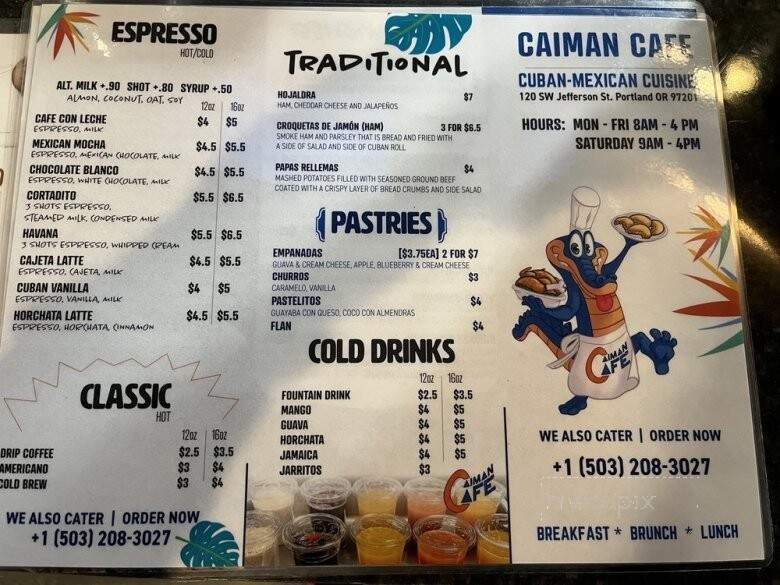 ESPRESSO
HOT/COLD
ALT. MILK +.90 SHOT +.80 SYRUP +.50
ALMON, COCONUT, OAT, SOY
12oz 16oz
CAFE CON LECHE $4 $5
ESPRESSO, MILK
MEXICAN MOCHA $4.5 $5.5
ESPRESSO, MEXICAN CHOCOLATE, MILK
CHOCOLATE BLANCO $4.5 $5.5
ESPRESSO, WHITE CHOCOLATE, MILK
CORTADITO $5.5 $6.5
3 SHOTS ESPRESSO,
STEAMED MILK, CONDENSED MILK
HAVANA $5.5 $6.5
3 SHOTS ESPRESSO, WHIPPED CREAM
CAJETA LATTE $4.5 $5.5
ESPRESSO, CAJETA, MILK
CUBAN VANILLA $4 $5
ESPRESSO, VANILLA, MILK
HORCHATA LATTE $4.5 $5.5
ESPRESSO, HORCHATA, CINNAMON
CLASSIC
HOT
12oz 16oz
DRIP COFFEE $2.5 $3.5
AMERICANO $3 $4
COLD BREW $3 $4
WE ALSO CATER | ORDER NOW
+1 (503) 208-3027
TRADITIONAL
HOJALDRA $7
HAM, CHEDDAR CHEESE AND JALAPEÑOS
CROQUETAS DE JAMÓN (HAM) 3 FOR $6.5
SMOKE HAM AND PARSLEY THAT IS BREAD AND FRIED WITH
A SIDE OF SALAD AND SIDE OF CUBAN ROLL
PAPAS RELLEMAS $4
MASHED POTATOES FILLED WITH SEASONED GROUND BEEF
COATED WITH A CRISPY LAYER OF BREAD CRUMBS AND SIDE SALAD
PASTRIES
EMPANADAS [$3.75EA] 2 FOR $7
GUAVA & CREAM CHEESE, APPLE, BLUEBERRY & CREAM CHEESE
CHURROS $3
CARAMELO, VANILLA
PASTELITOS $4
GUAYABA CON QUESO, COCO CON ALMENDRAS
FLAN $4
COLD DRINKS
12oz 16oz
FOUNTAIN DRINK $2.5 $3.5
MANGO $4 $5
GUAVA $4 $5
HORCHATA $4 $5
JAMAICA $4 $5
JARRITOS $3
CAIMAN
CAFE
CAIMAN CAFE
CUBAN-MEXICAN CUISINE
120 SW Jefferson St. Portland OR 97201
HOURS: MON - FRI 8AM - 4 PM
SATURDAY 9AM - 4PM
CAIMAN
CAFE
WE ALSO CATER | ORDER NOW
+1 (503) 208-3027
BREAKFAST * BRUNCH * LUNCH